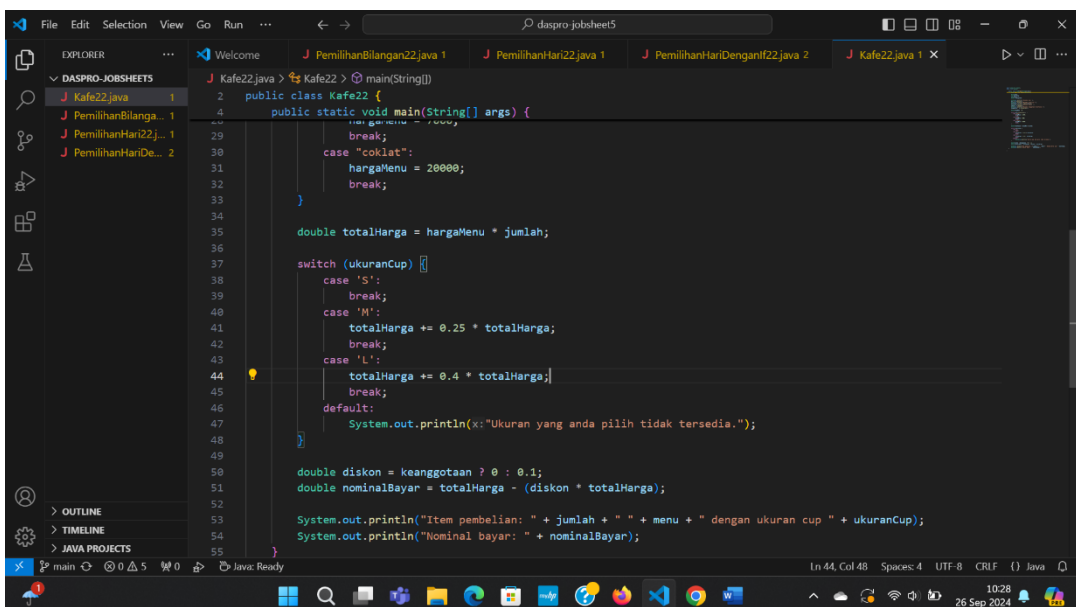 File Edit Selection View Go Run ··· ← → daspro-jobsheet5
EXPLORER ···
DASPRO-JOBSHEET5
J Kafe22.java 1
J PemilihanBilanga... 1
J PemilihanHari22.j... 1
J PemilihanHariDe... 2
OUTLINE
TIMELINE
JAVA PROJECTS
Welcome J PemilihanBilangan22.java 1 J PemilihanHari22.java 1 J PemilihanHariDenganIf22.java 2 J Kafe22.java 1 ×
J Kafe22.java > Kafe22 > main(String[])
2 public class Kafe22 {
4 public static void main(String[] args) {
28 hargaMenu = 7000;
29 break;
30 case "coklat":
31 hargaMenu = 20000;
32 break;
33 }
34
35 double totalHarga = hargaMenu * jumlah;
36
37 switch (ukuranCup) {
38 case 'S':
39 break;
40 case 'M':
41 totalHarga += 0.25 * totalHarga;
42 break;
43 case 'L':
44 totalHarga += 0.4 * totalHarga;
45 break;
46 default:
47 System.out.println(x:"Ukuran yang anda pilih tidak tersedia.");
48 }
49
50 double diskon = keanggotaan ? 0 : 0.1;
51 double nominalBayar = totalHarga - (diskon * totalHarga);
52
53 System.out.println("Item pembelian: " + jumlah + " " + menu + " dengan ukuran cup " + ukuranCup);
54 System.out.println("Nominal bayar: " + nominalBayar);
55 }
main 0 5 0 Java: Ready Ln 44, Col 48 Spaces: 4 UTF-8 CRLF {} Java
1 10:28
26 Sep 2024